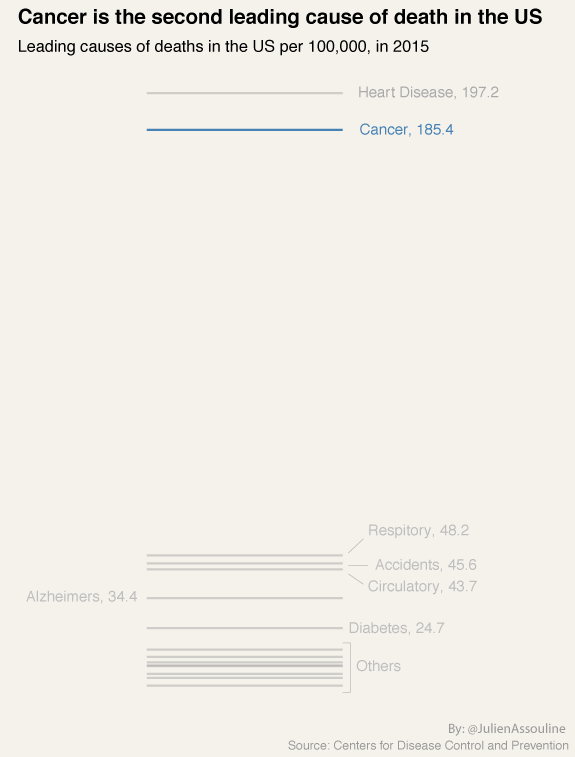 Cancer is the second leading cause of death in the US
Leading causes of deaths in the US per 100,000, in 2015
Heart Disease, 197.2
Cancer, 185.4
Respitory, 48.2
Accidents, 45.6
Circulatory, 43.7
Alzheimers, 34.4
Diabetes, 24.7
Others
By: @JulienAssouline
Source: Centers for Disease Control and Prevention